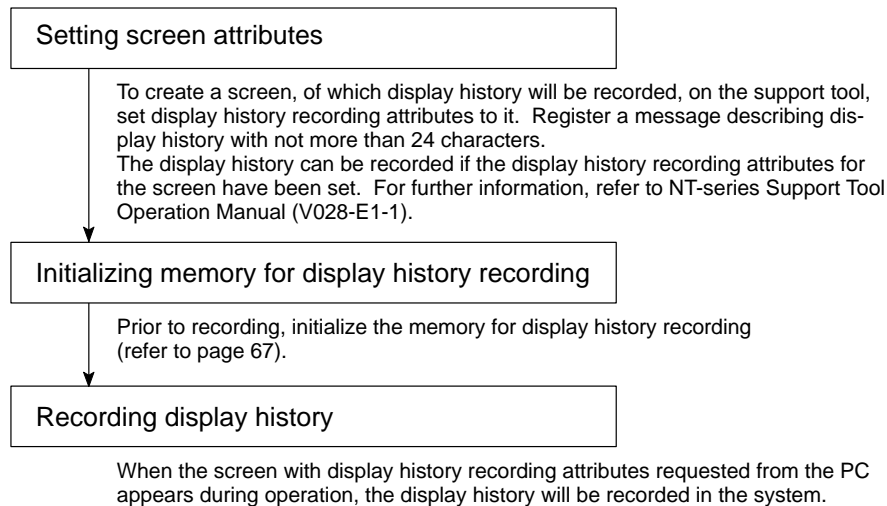 Setting screen attributes
To create a screen, of which display history will be recorded, on the support tool,
set display history recording attributes to it. Register a message describing dis-
play history with not more than 24 characters.
The display history can be recorded if the display history recording attributes for
the screen have been set. For further information, refer to NT-series Support Tool
Operation Manual (V028-E1-1).
Initializing memory for display history recording
Prior to recording, initialize the memory for display history recording
(refer to page 67).
Recording display history
When the screen with display history recording attributes requested from the PC
appears during operation, the display history will be recorded in the system.